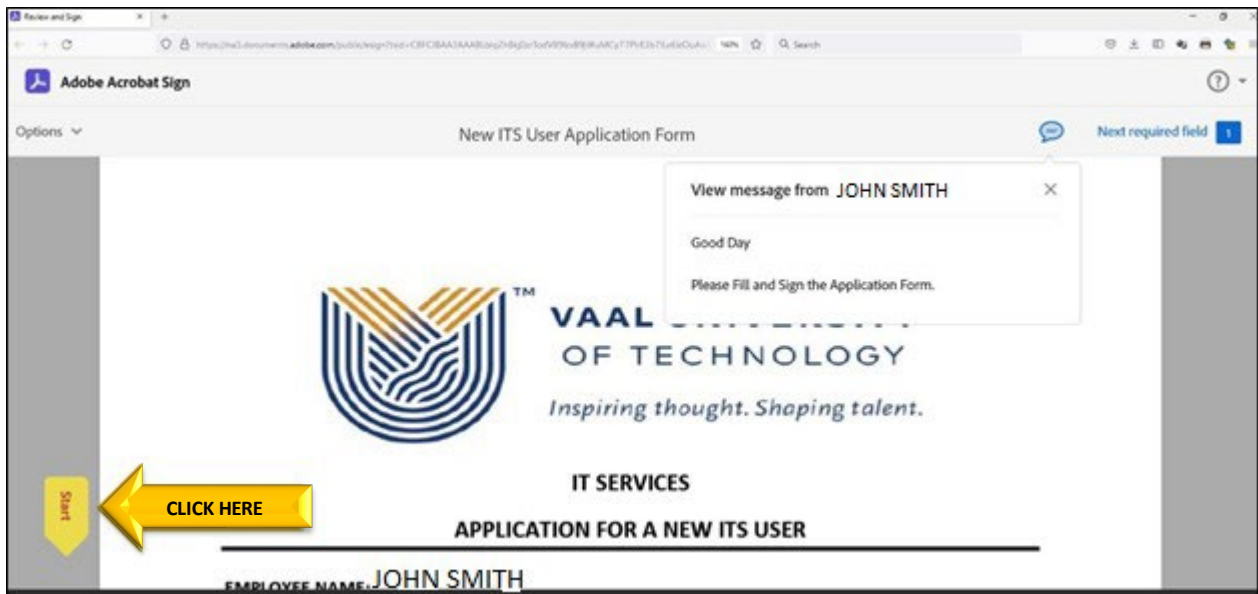 Review and Sign
Search
Adobe Acrobat Sign
Options
New ITS User Application Form
Next required field 1
View message from JOHN SMITH
Good Day
Please Fill and Sign the Application Form.
TM
VAAL
OF TECHNOLOGY
Inspiring thought. Shaping talent.
Start
CLICK HERE
IT SERVICES
APPLICATION FOR A NEW ITS USER
EMPLOYEE NAME: JOHN SMITH